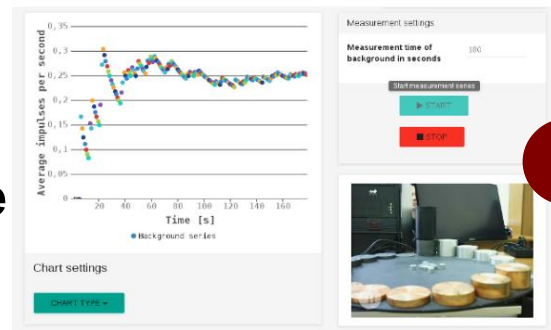 e
Average impulses per second
0,35
0,3
0,25
0,2
0,15
0,1
0
20 40 60 80 100 120 140 160
Time [s]
Background series
Chart settings
CHART TYPE
Measurement settings
Measurement time of
background in seconds
180
Start measurement series
START
STOP